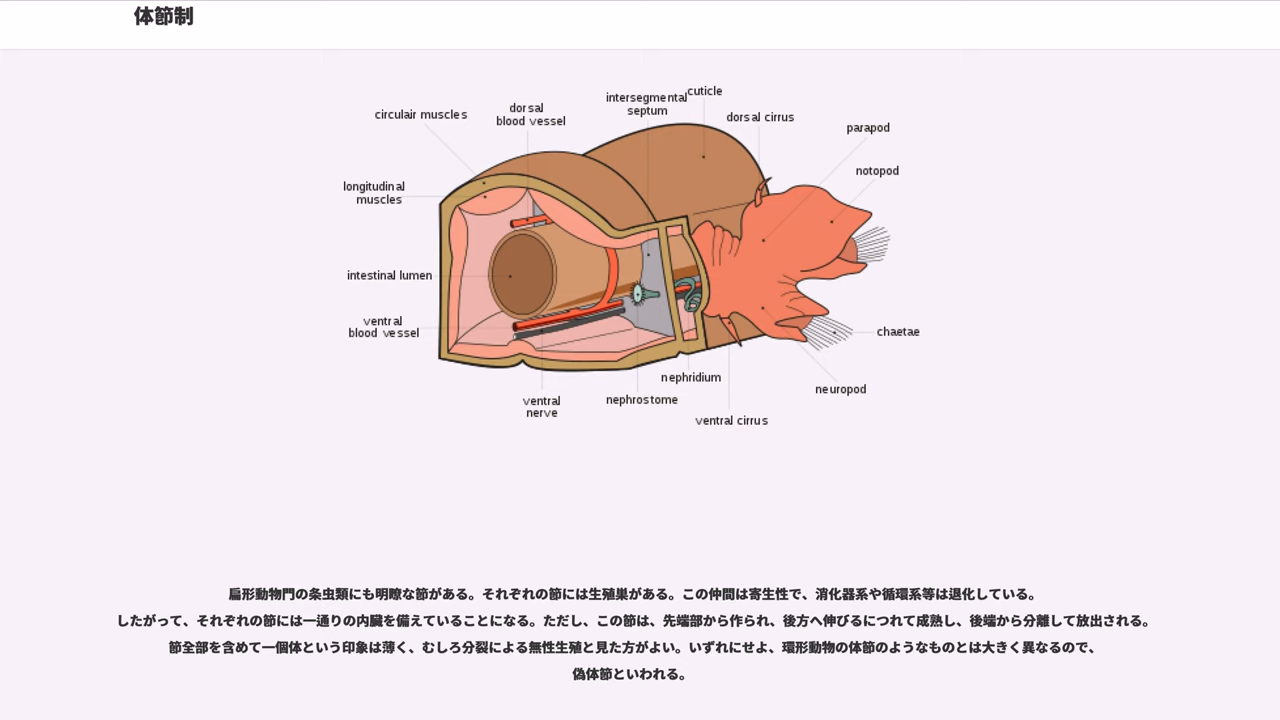 体節制
circulair muscles
dorsal
blood vessel
intersegmental
septum
cuticle
dorsal cirrus
parapod
notopod
longitudinal
muscles
intestinal lumen
ventral
blood vessel
chaetae
nephridium
neuropod
ventral
nerve
nephrostome
ventral cirrus
扁形動物門の条虫類にも明瞭な節がある。それぞれの節には生殖巣がある。この仲間は寄生性で、消化器系や循環系等は退化している。
したがって、それぞれの節には一通りの内臓を備えていることになる。ただし、この節は、先端部から作られ、後方へ伸びるにつれて成熟し、後端から分離して放出される。
節全部を含めて一個体という印象は薄く、むしろ分裂による無性生殖と見た方がよい。いずれにせよ、環形動物の体節のようなものとは大きく異なるので、
偽体節といわれる。